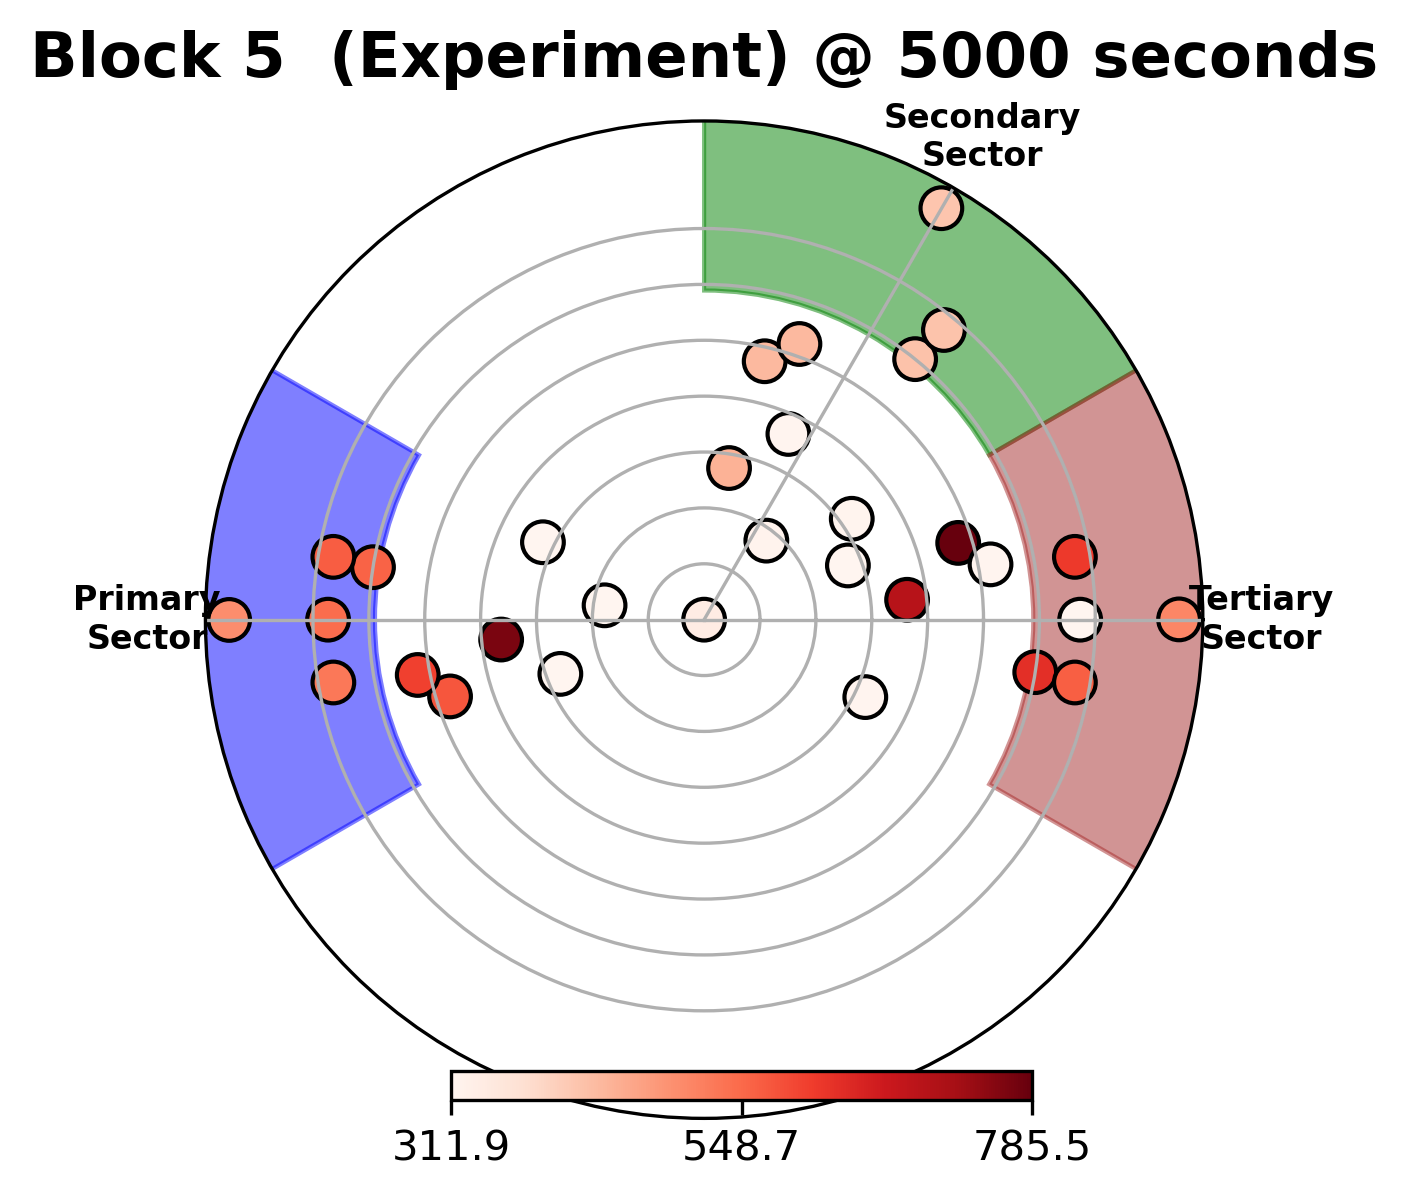 Block 5  (Experiment) @ 5000 seconds
Secondary
Sector
Primary
Sector
Tertiary
Sector
311.9
548.7
785.5